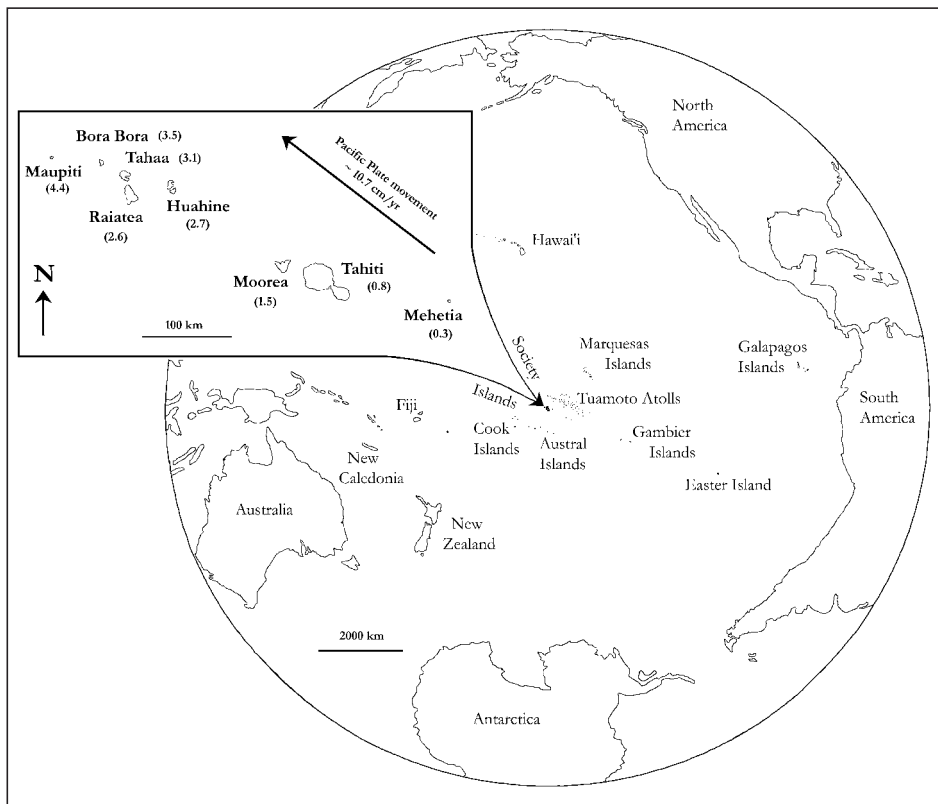 North
America
Bora Bora (3.5)
Tahaa
(3.1)
Maupiti
(4.4)
Raiatea
(2.6)
Huahine
(2.7)
Pacific Plate movement
~ 10.7 cm/yr
N
Moorea
(1.5)
Tahiti
(0.8)
Mehetia
(0.3)
100 km
Hawai'i
Society
Islands
Marquesas
Islands
Galapagos
Islands
Tuamoto Atolls
South
America
Fiji
Cook
Islands
Austral
Islands
Gambier
Islands
New
Caledonia
Easter Island
Australia
New
Zealand
2000 km
Antarctica